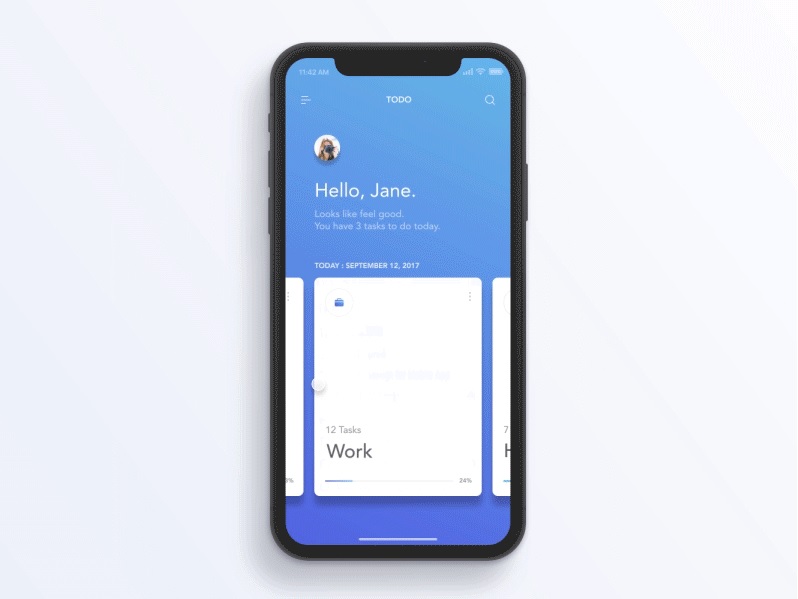 11:42 AM
TODO
Hello, Jane.
Looks like feel good.
You have 3 tasks to do today.
TODAY : SEPTEMBER 12, 2017
12 Tasks
7
Work
H
24%